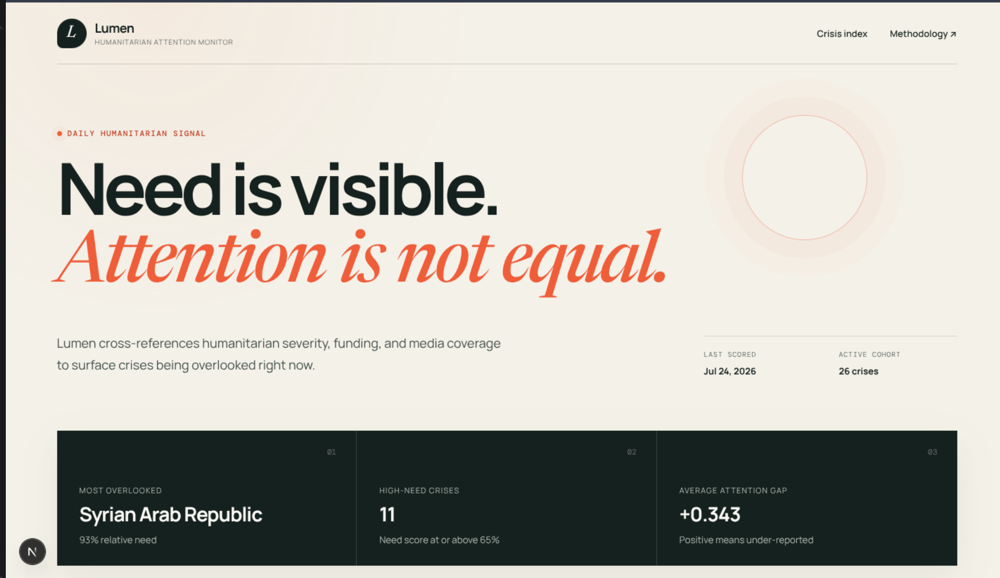 L
Lumen
HUMANITARIAN ATTENTION MONITOR
Crisis index
Methodology ↗
DAILY HUMANITARIAN SIGNAL
Need is visible.
Attention is not equal.
Lumen cross-references humanitarian severity, funding, and media coverage
to surface crises being overlooked right now.
LAST SCORED
Jul 24, 2026
ACTIVE COHORT
26 crises
01
MOST OVERLOOKED
Syrian Arab Republic
93% relative need
02
HIGH-NEED CRISES
11
Need score at or above 65%
03
AVERAGE ATTENTION GAP
+0.343
Positive means under-reported
N